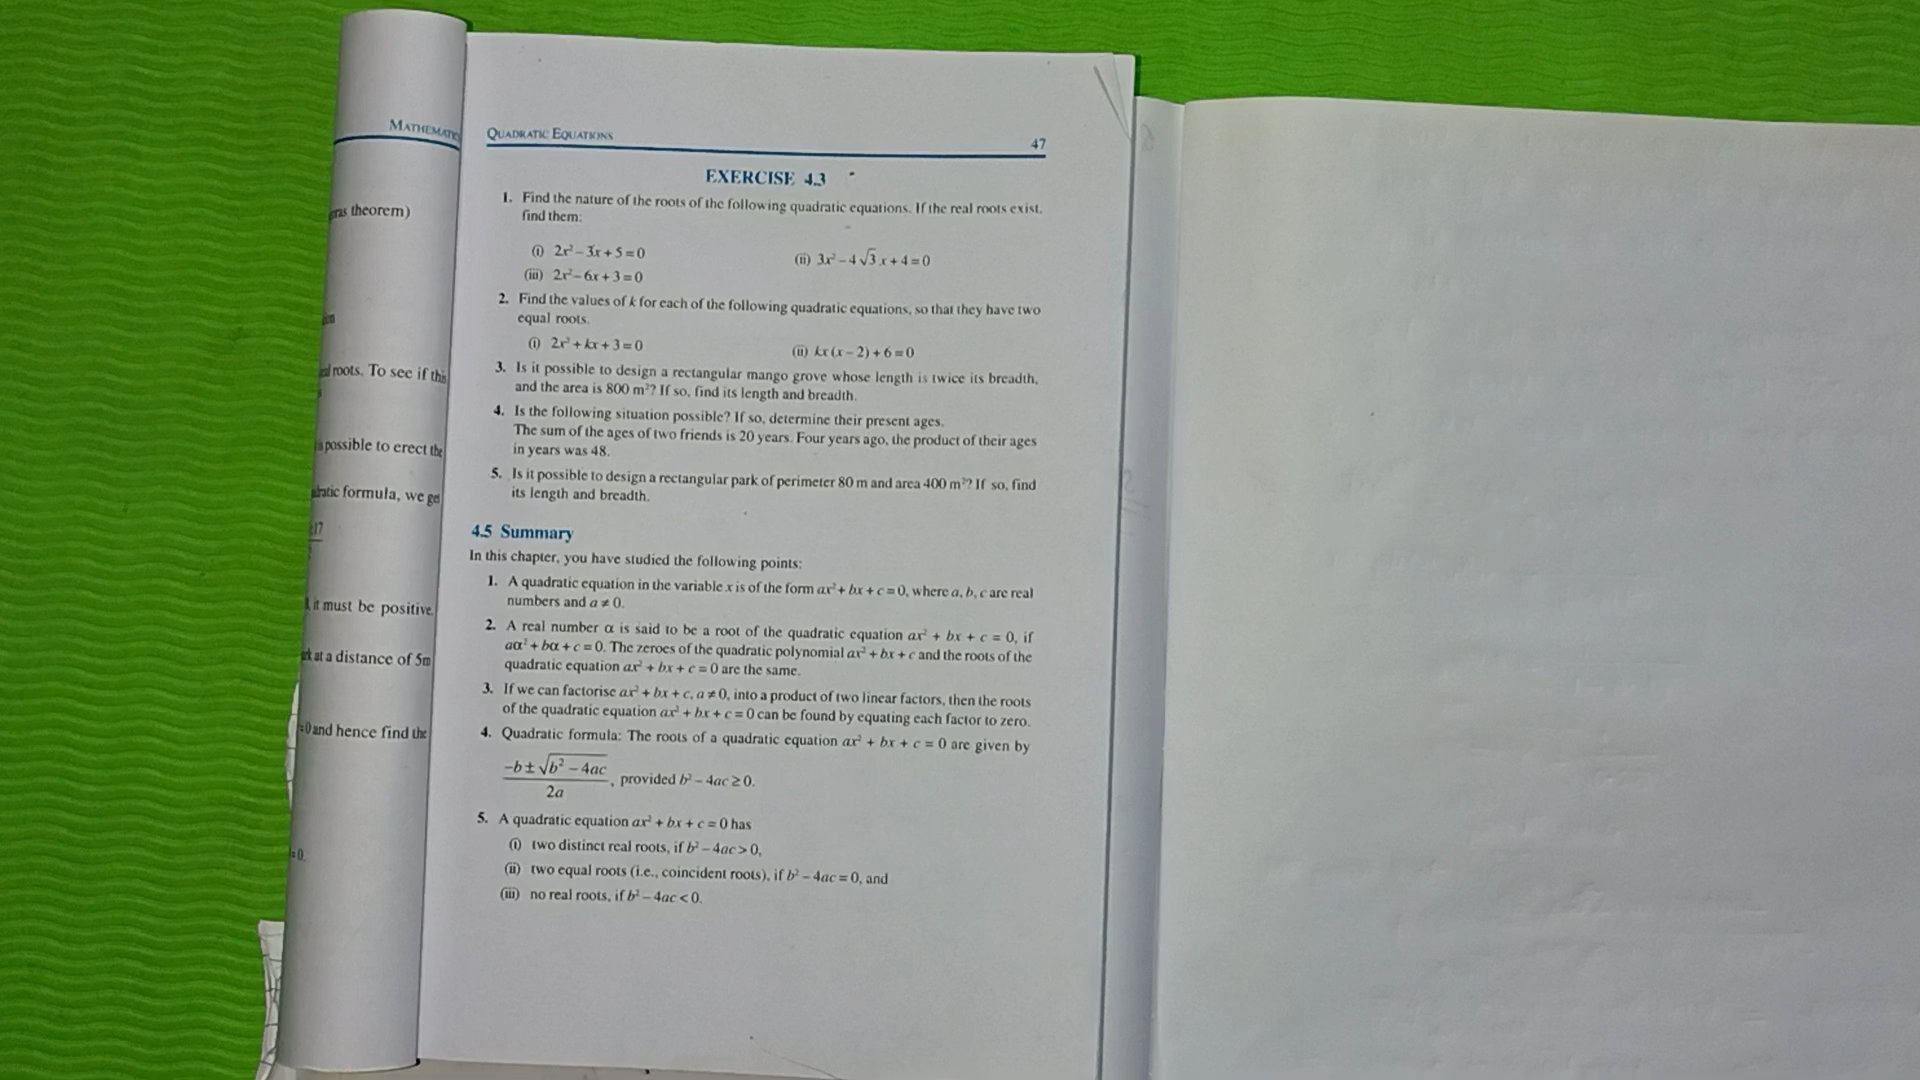 MATHEMATIC
theorem)
roots. To see if this
possible to erect the
formula, we get
17
it must be positive.
at a distance of 5m
=0 and hence find the
=0.
QUADRATIC EQUATIONS 47
EXERCISE 4.3
1. Find the nature of the roots of the following quadratic equations. If the real roots exist,
find them:
(i) 2x² – 3x + 5 = 0 (ii) 3x² – 4√3 x + 4 = 0
(iii) 2x² – 6x + 3 = 0
2. Find the values of k for each of the following quadratic equations, so that they have two
equal roots.
(i) 2x² + kx + 3 = 0 (ii) kx (x – 2) + 6 = 0
3. Is it possible to design a rectangular mango grove whose length is twice its breadth,
and the area is 800 m²? If so, find its length and breadth.
4. Is the following situation possible? If so, determine their present ages.
The sum of the ages of two friends is 20 years. Four years ago, the product of their ages
in years was 48.
5. Is it possible to design a rectangular park of perimeter 80 m and area 400 m²? If so, find
its length and breadth.
4.5 Summary
In this chapter, you have studied the following points:
1. A quadratic equation in the variable x is of the form ax² + bx + c = 0, where a, b, c are real
numbers and a ≠ 0.
2. A real number α is said to be a root of the quadratic equation ax² + bx + c = 0, if
aα² + bα + c = 0. The zeroes of the quadratic polynomial ax² + bx + c and the roots of the
quadratic equation ax² + bx + c = 0 are the same.
3. If we can factorise ax² + bx + c, a ≠ 0, into a product of two linear factors, then the roots
of the quadratic equation ax² + bx + c = 0 can be found by equating each factor to zero.
4. Quadratic formula: The roots of a quadratic equation ax² + bx + c = 0 are given by
–b ± √b² – 4ac
2a , provided b² – 4ac ≥ 0.
5. A quadratic equation ax² + bx + c = 0 has
(i) two distinct real roots, if b² – 4ac > 0,
(ii) two equal roots (i.e., coincident roots), if b² – 4ac = 0, and
(iii) no real roots, if b² – 4ac < 0.